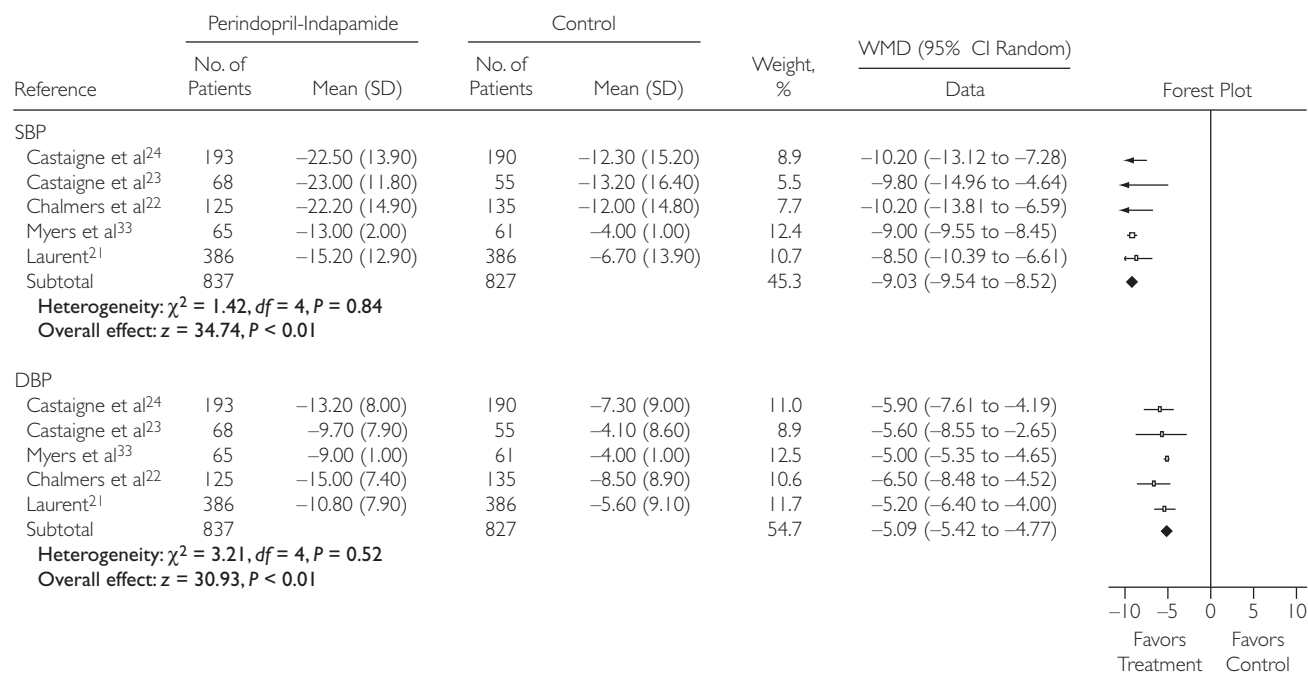 Perindopril-Indapamide Control
WMD (95% CI Random)
No. of No. of Weight,
Reference Patients Mean (SD) Patients Mean (SD) % Data Forest Plot
SBP
Castaigne et al24 193 –22.50 (13.90) 190 –12.30 (15.20) 8.9 –10.20 (–13.12 to –7.28)
Castaigne et al23 68 –23.00 (11.80) 55 –13.20 (16.40) 5.5 –9.80 (–14.96 to –4.64)
Chalmers et al22 125 –22.20 (14.90) 135 –12.00 (14.80) 7.7 –10.20 (–13.81 to –6.59)
Myers et al33 65 –13.00 (2.00) 61 –4.00 (1.00) 12.4 –9.00 (–9.55 to –8.45)
Laurent21 386 –15.20 (12.90) 386 –6.70 (13.90) 10.7 –8.50 (–10.39 to –6.61)
Subtotal 837 827 45.3 –9.03 (–9.54 to –8.52)
Heterogeneity: χ2 = 1.42, df = 4, P = 0.84
Overall effect: z = 34.74, P < 0.01
DBP
Castaigne et al24 193 –13.20 (8.00) 190 –7.30 (9.00) 11.0 –5.90 (–7.61 to –4.19)
Castaigne et al23 68 –9.70 (7.90) 55 –4.10 (8.60) 8.9 –5.60 (–8.55 to –2.65)
Myers et al33 65 –9.00 (1.00) 61 –4.00 (1.00) 12.5 –5.00 (–5.35 to –4.65)
Chalmers et al22 125 –15.00 (7.40) 135 –8.50 (8.90) 10.6 –6.50 (–8.48 to –4.52)
Laurent21 386 –10.80 (7.90) 386 –5.60 (9.10) 11.7 –5.20 (–6.40 to –4.00)
Subtotal 837 827 54.7 –5.09 (–5.42 to –4.77)
Heterogeneity: χ2 = 3.21, df = 4, P = 0.52
Overall effect: z = 30.93, P < 0.01
–10 –5 0 5 10
Favors Favors
Treatment Control